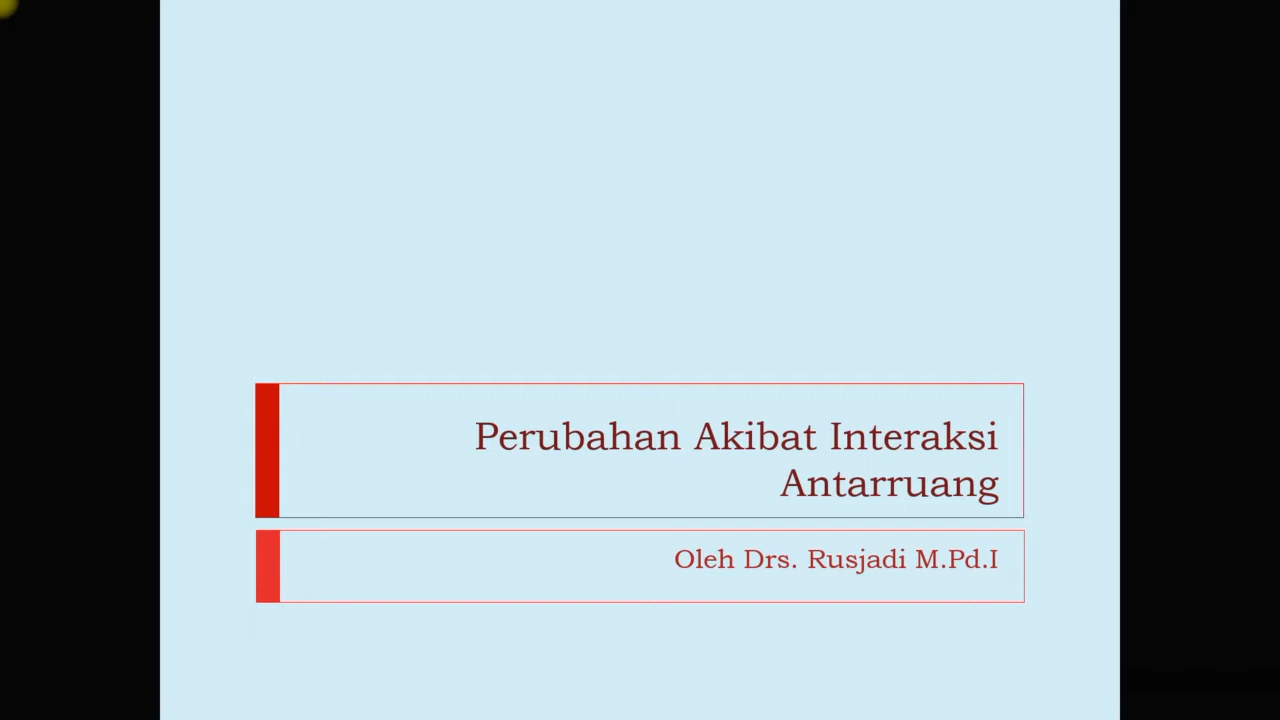 Perubahan Akibat Interaksi
Antarruang
Oleh Drs. Rusjadi M.Pd.I